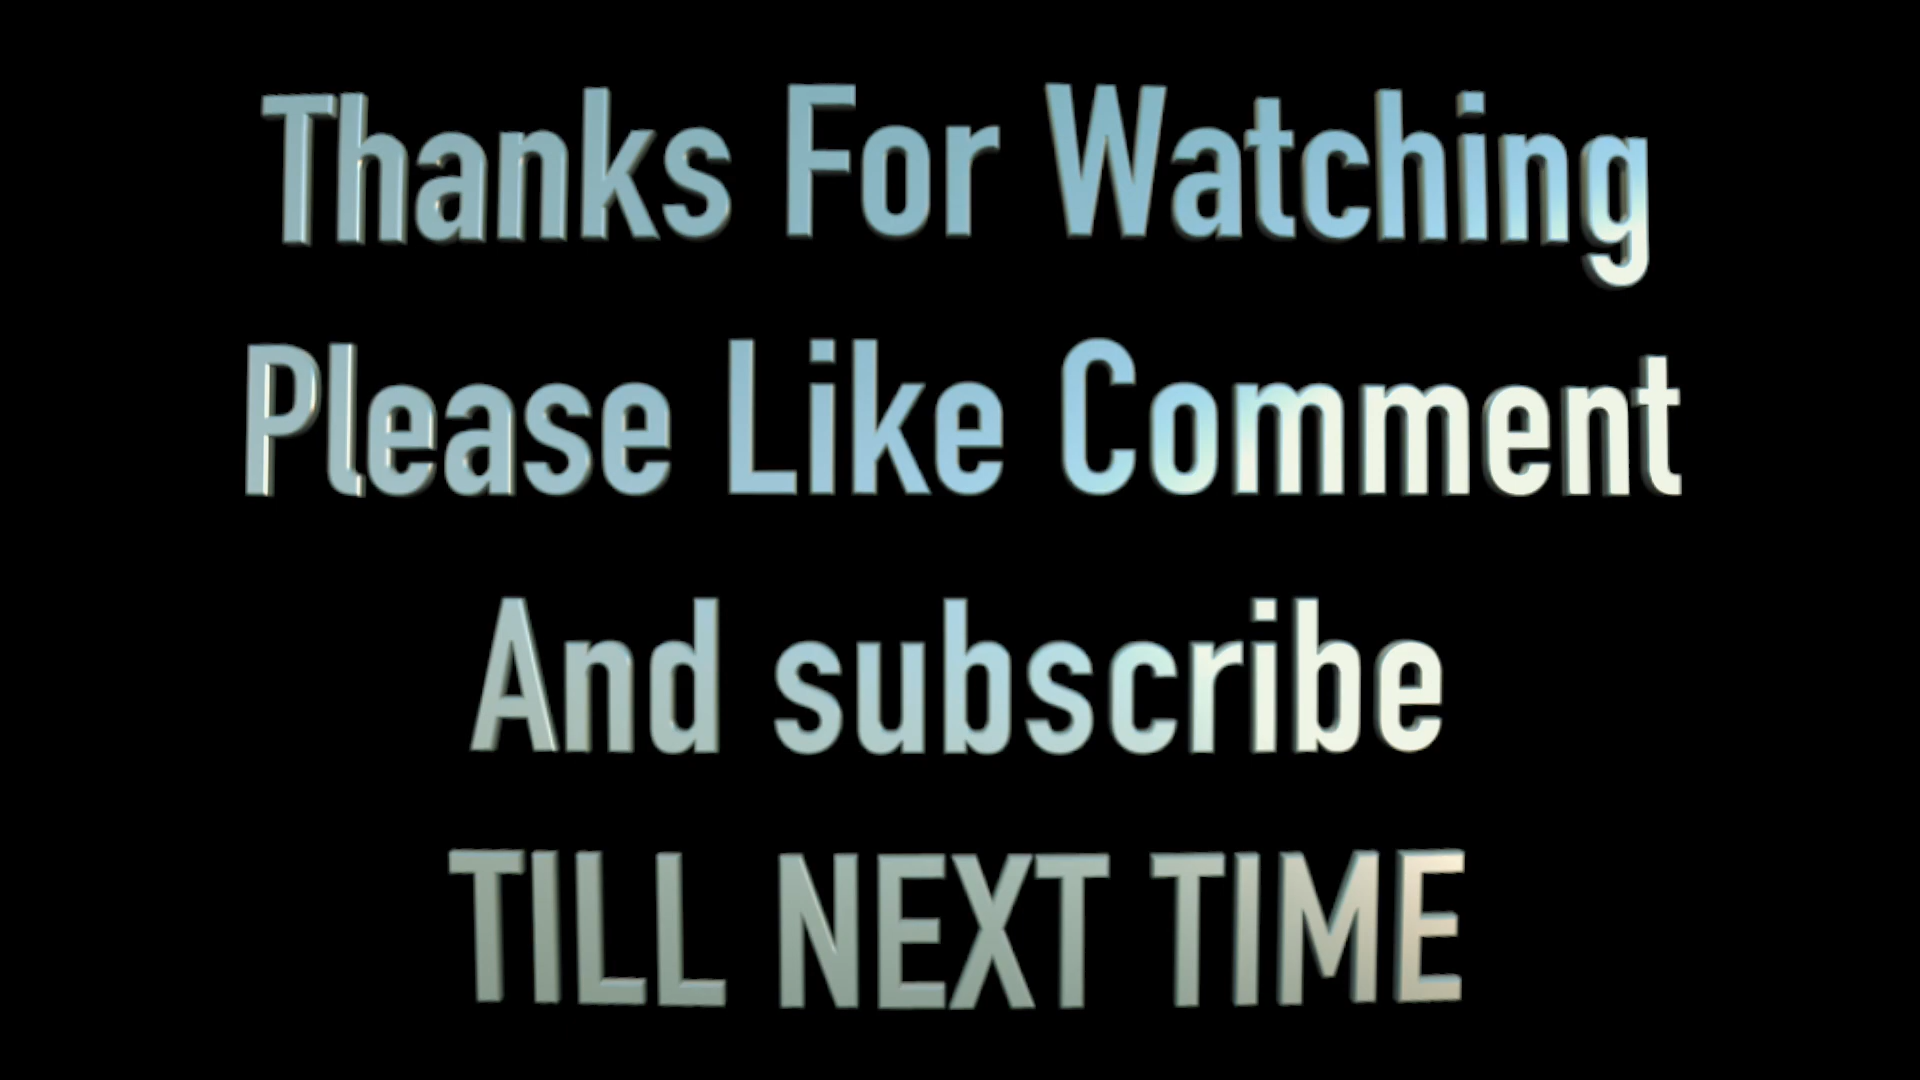 Thanks For Watching
Please Like Comment
And subscribe
TILL NEXT TIME